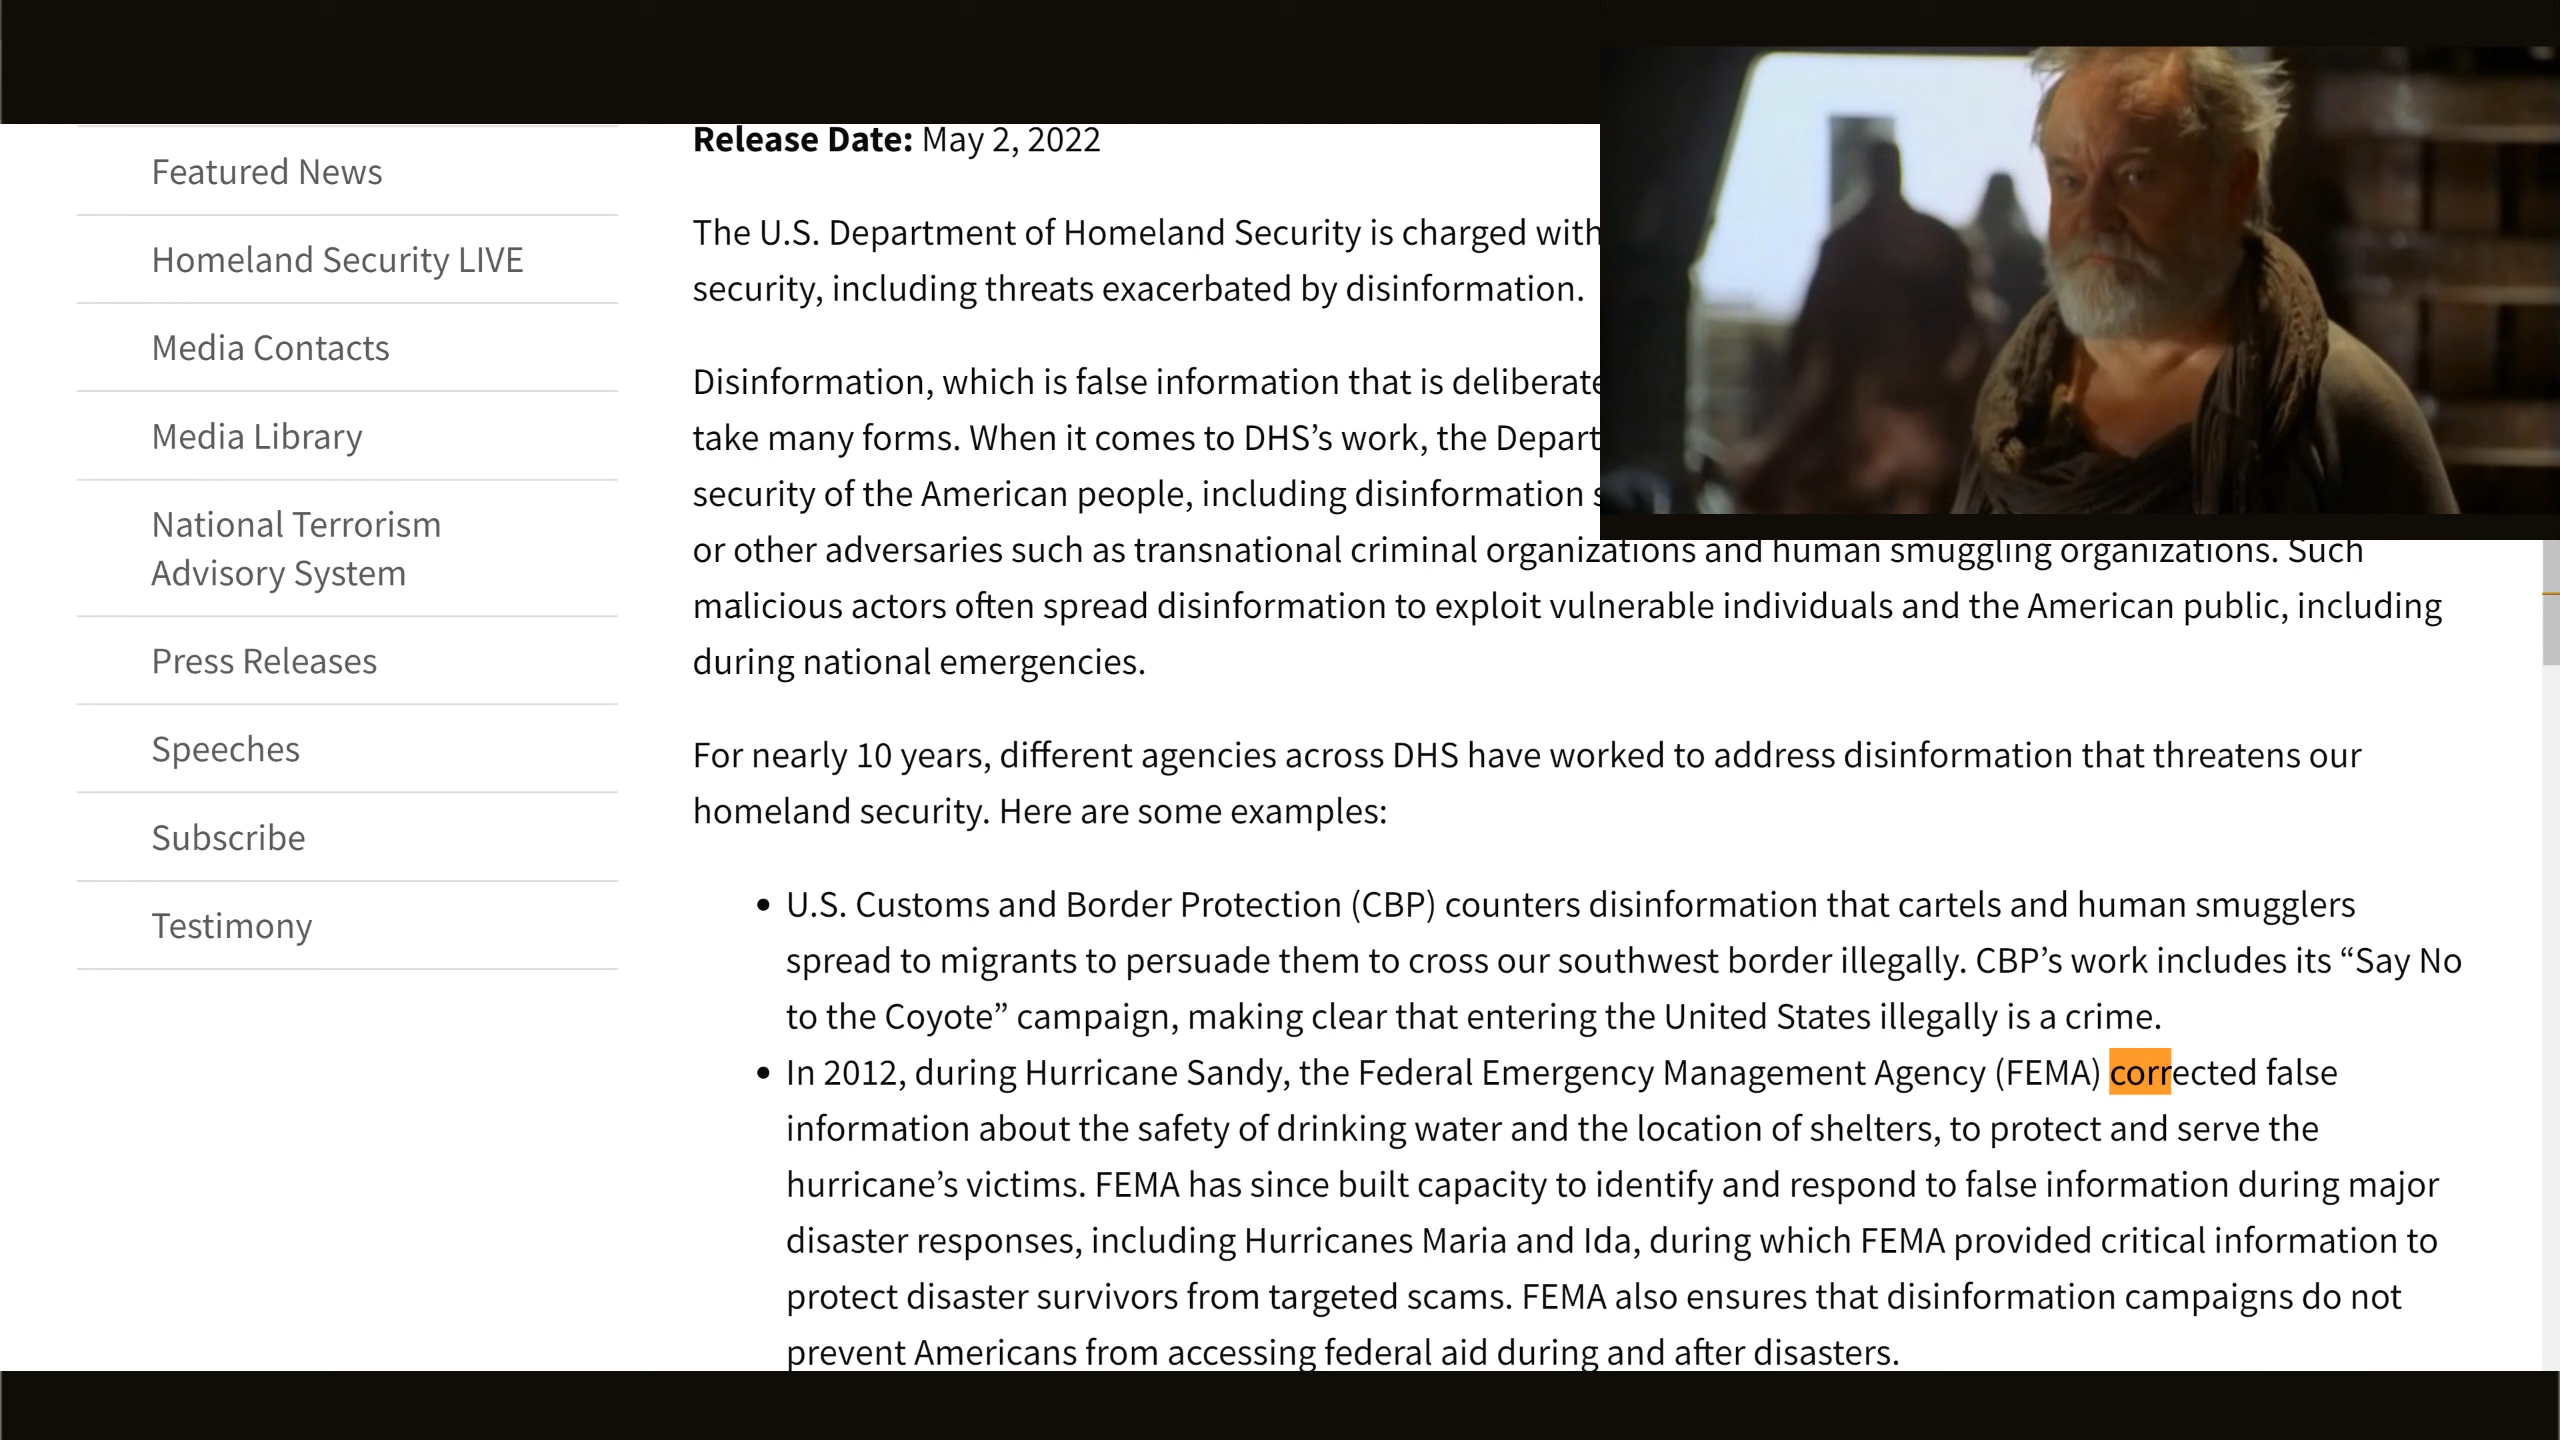 Featured News
Homeland Security LIVE
Media Contacts
Media Library
National Terrorism
Advisory System
Press Releases
Speeches
Subscribe
Testimony
Release Date: May 2, 2022
The U.S. Department of Homeland Security is charged with
security, including threats exacerbated by disinformation.
Disinformation, which is false information that is
take many forms. When it comes to DHS’s work, the
security of the American people, including disinformation
or other adversaries such as transnational criminal organizations and human smuggling organizations. Such
malicious actors often spread disinformation to exploit vulnerable individuals and the American public, including
during national emergencies.
For nearly 10 years, different agencies across DHS have worked to address disinformation that threatens our
homeland security. Here are some examples:
• U.S. Customs and Border Protection (CBP) counters disinformation that cartels and human smugglers
spread to migrants to persuade them to cross our southwest border illegally. CBP’s work includes its “Say No
to the Coyote” campaign, making clear that entering the United States illegally is a crime.
• In 2012, during Hurricane Sandy, the Federal Emergency Management Agency (FEMA) corrected false
information about the safety of drinking water and the location of shelters, to protect and serve the
hurricane’s victims. FEMA has since built capacity to identify and respond to false information during major
disaster responses, including Hurricanes Maria and Ida, during which FEMA provided critical information to
protect disaster survivors from targeted scams. FEMA also ensures that disinformation campaigns do not
prevent Americans from accessing federal aid during and after disasters.